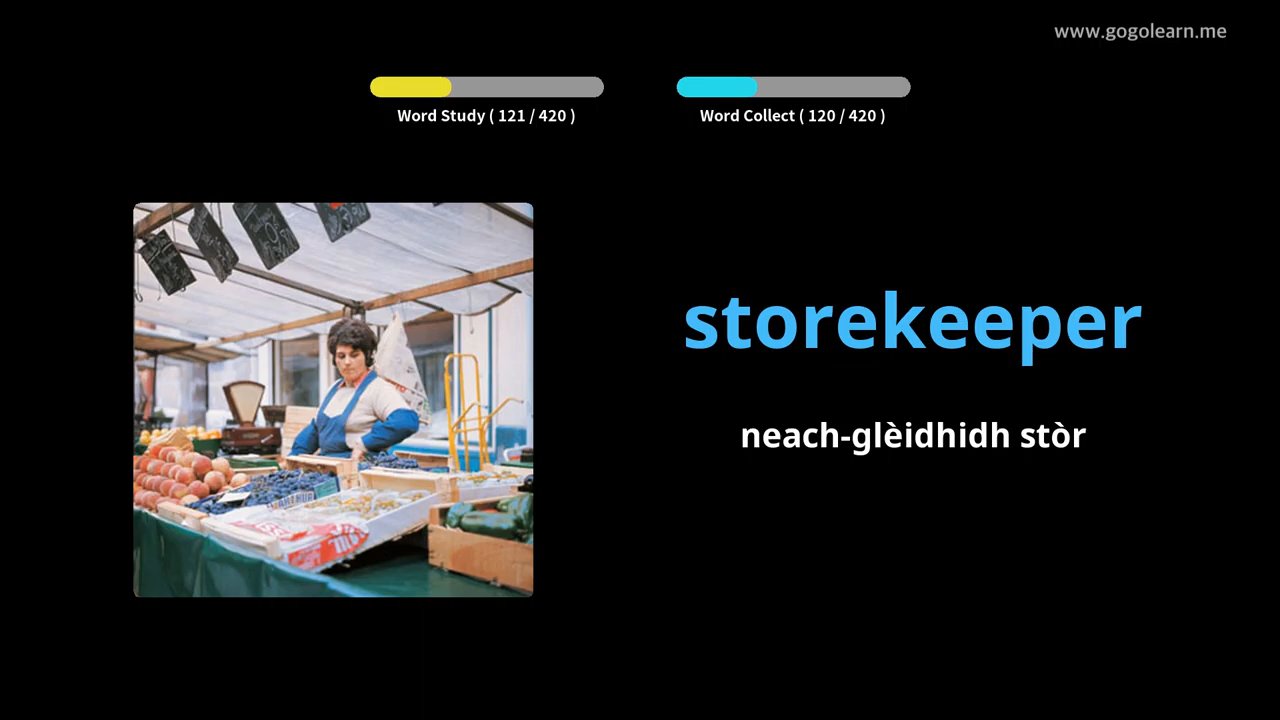 www.gogolearn.me
Word Study ( 121 / 420 )
Word Collect ( 120 / 420 )
storekeeper
neach-glèidhidh stòr